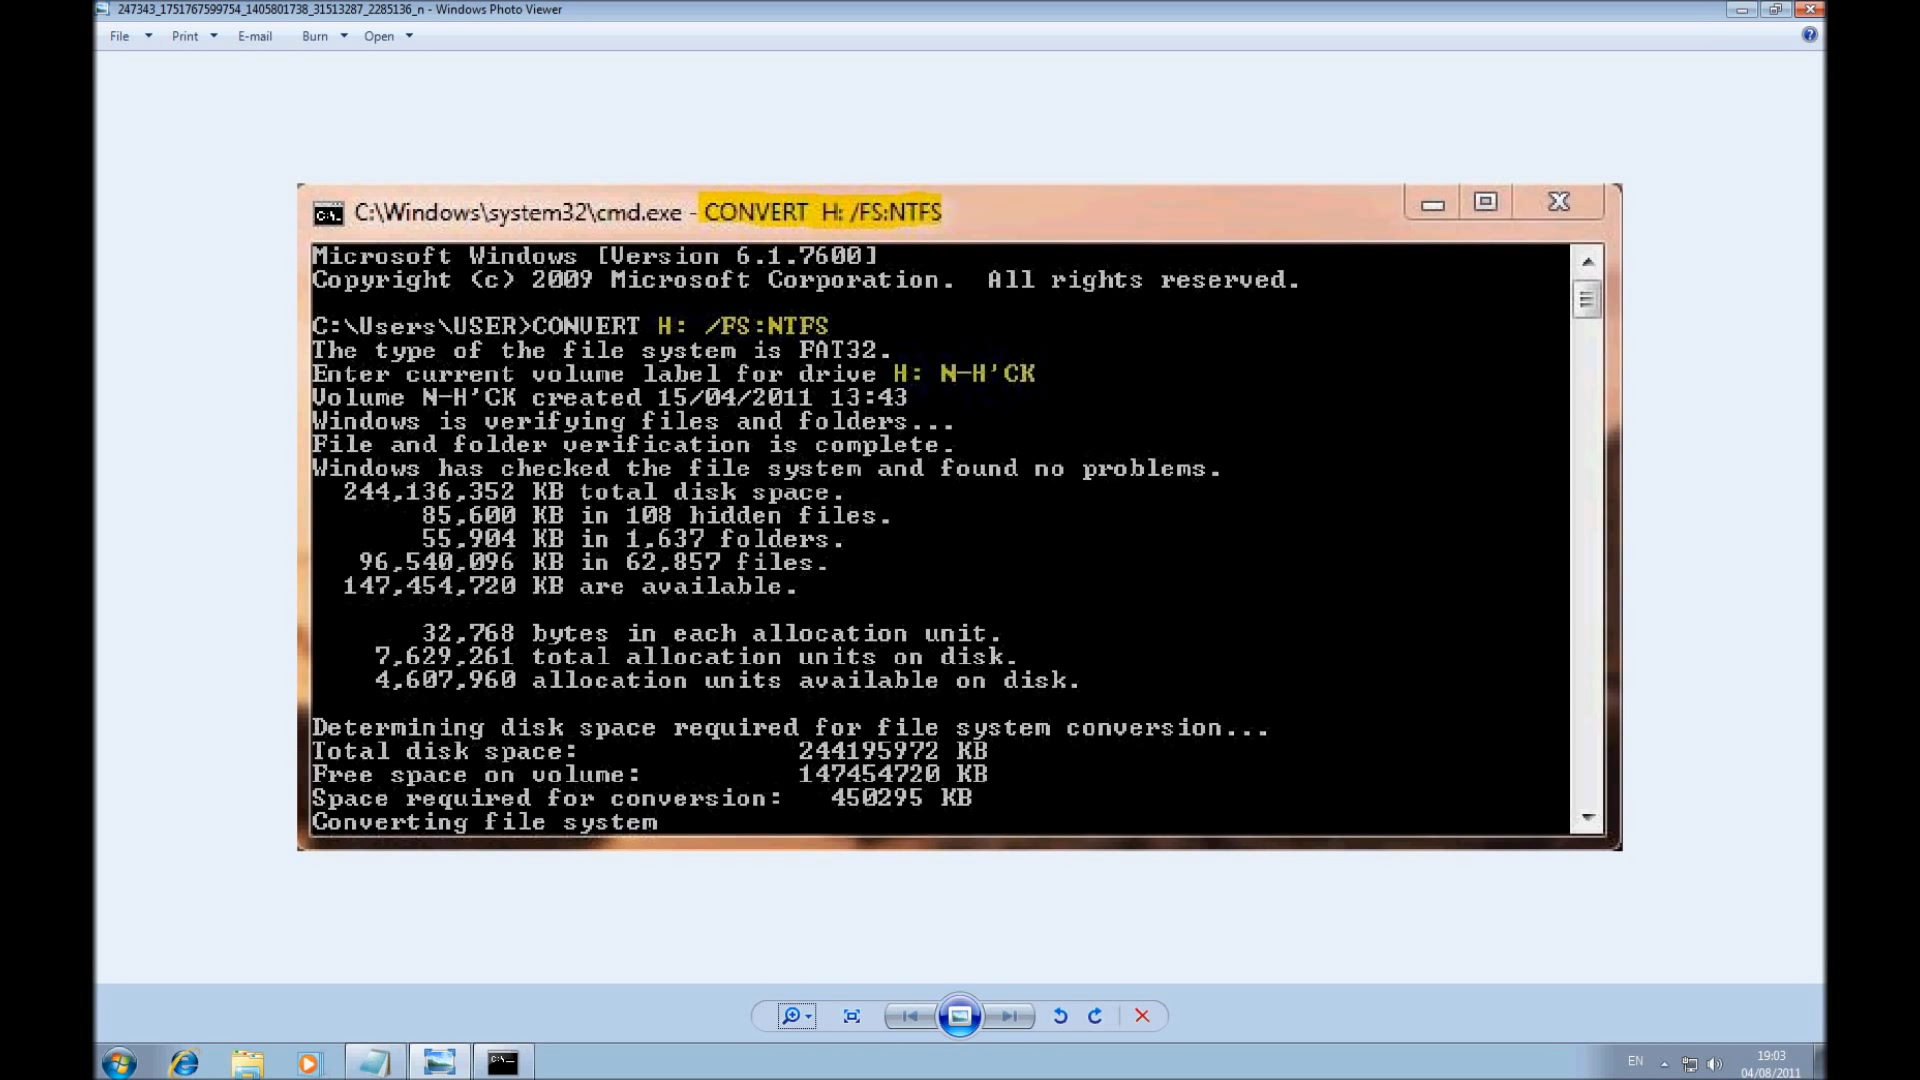 247343_1751767599754_1405801738_31513287_2285136_n - Windows Photo Viewer
File Print E-mail Burn Open
C:\Windows\system32\cmd.exe - CONVERT H: /FS:NTFS
Microsoft Windows [Version 6.1.7600]
Copyright (c) 2009 Microsoft Corporation. All rights reserved.
C:\Users\USER>CONVERT H: /FS:NTFS
The type of the file system is FAT32.
Enter current volume label for drive H: N-H'CK
Volume N-H'CK created 15/04/2011 13:43
Windows is verifying files and folders...
File and folder verification is complete.
Windows has checked the file system and found no problems.
244,136,352 KB total disk space.
85,600 KB in 108 hidden files.
55,904 KB in 1,637 folders.
96,540,096 KB in 62,857 files.
147,454,720 KB are available.
32,768 bytes in each allocation unit.
7,629,261 total allocation units on disk.
4,607,960 allocation units available on disk.
Determining disk space required for file system conversion...
Total disk space: 244195972 KB
Free space on volume: 147454720 KB
Space required for conversion: 450295 KB
Converting file system
EN
19:03
04/08/2011